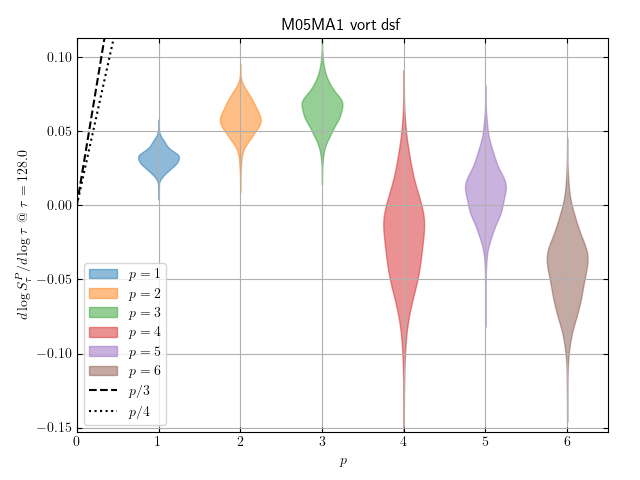 M05MA1 vort dsf
d log S_τ^P / d log τ @ τ = 128.0
0.10
0.05
0.00
−0.05
−0.10
−0.15
p = 1
p = 2
p = 3
p = 4
p = 5
p = 6
p/3
p/4
0 1 2 3 4 5 6
p